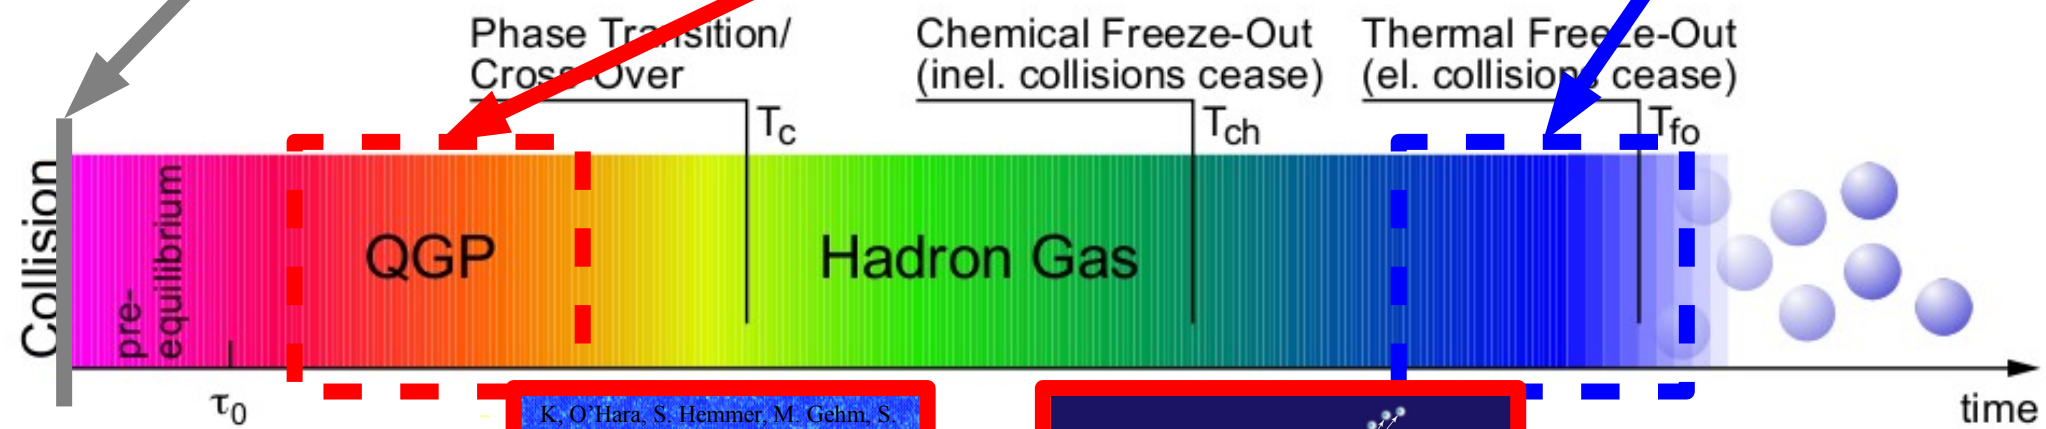 Phase Transition/
Cross-Over
Chemical Freeze-Out
(inel. collisions cease)
Thermal Freeze-Out
(el. collisions cease)
Tc
Tch
Tfo
Collision
pre-
equilibrium
QGP
Hadron Gas
τ0
time
K, O'Hara, S. Hemmer, M. Gehm, S.